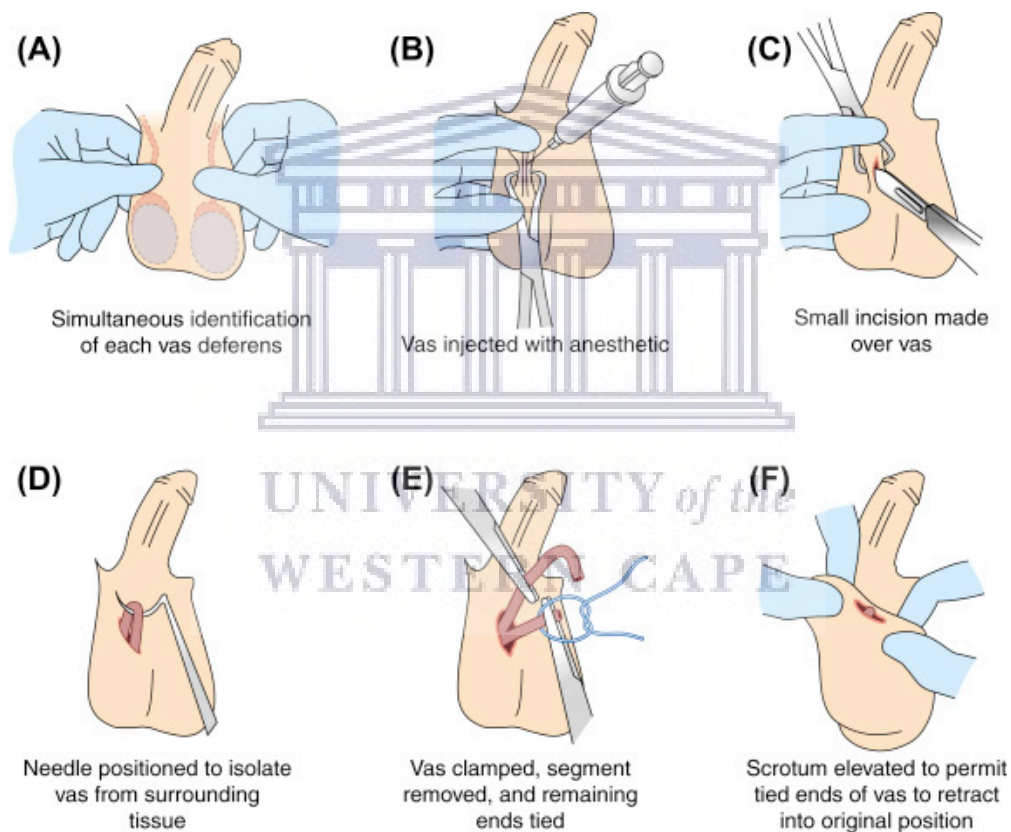 (A)
(B)
(C)
Simultaneous identification
of each vas deferens
Vas injected with anesthetic
Small incision made
over vas
UNIVERSITY of the
WESTERN CAPE
(D)
(E)
(F)
Needle positioned to isolate
vas from surrounding
tissue
Vas clamped, segment
removed, and remaining
ends tied
Scrotum elevated to permit
tied ends of vas to retract
into original position